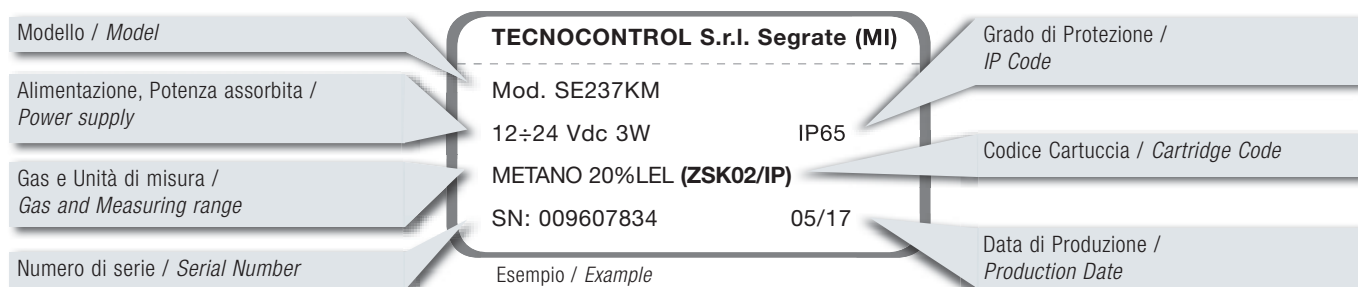 Modello / Model
Alimentazione, Potenza assorbita /
Power supply
Gas e Unità di misura /
Gas and Measuring range
Numero di serie / Serial Number
TECNOCONTROL S.r.l. Segrate (MI)
Mod. SE237KM
12÷24 Vdc 3W IP65
METANO 20%LEL (ZSK02/IP)
SN: 009607834 05/17
Esempio / Example
Grado di Protezione /
IP Code
Codice Cartuccia / Cartridge Code
Data di Produzione /
Production Date